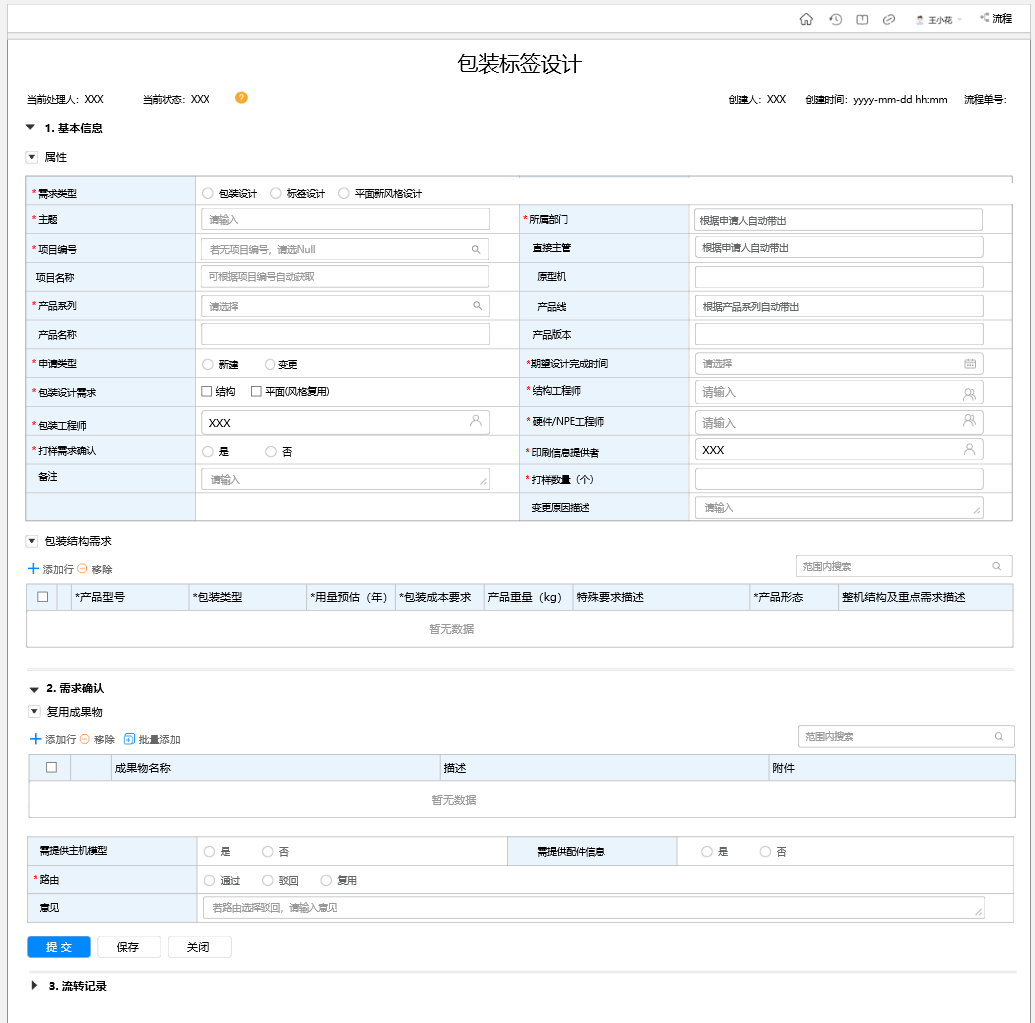 王小花 流程
包装标签设计
当前处理人: XXX 当前状态: XXX ? 创建人: XXX 创建时间: yyyy-mm-dd hh:mm 流程单号:
1. 基本信息
属性
*需求类型 包装设计 标签设计 平面新风格设计
*主题 请输入 *所属部门 根据申请人自动带出
*项目编号 若无项目编号，请选Null 直接主管 根据申请人自动带出
项目名称 可根据项目编号自动获取 原型机
*产品系列 请选择 产品线 根据产品系列自动带出
产品名称 产品版本
*申请类型 新建 变更 *期望设计完成时间 请选择
*包装设计需求 结构 平面(风格复用) *结构工程师 请输入
*包装工程师 XXX *硬件/NPE工程师 请输入
*打样需求确认 是 否 *印刷信息提供者 XXX
备注 请输入 *打样数量（个）
变更原因描述 请输入
包装结构需求
添加行 移除 范围内搜索
*产品型号 *包装类型 *用量预估（年） *包装成本要求 产品重量（kg） 特殊要求描述 *产品形态 整机结构及重点需求描述
暂无数据
2. 需求确认
复用成果物
添加行 移除 批量添加 范围内搜索
成果物名称 描述 附件
暂无数据
需提供主机模型 是 否 需提供配件信息 是 否
*路由 通过 驳回 复用
意见 若路由选择驳回，请输入意见
提交 保存 关闭
3. 流转记录